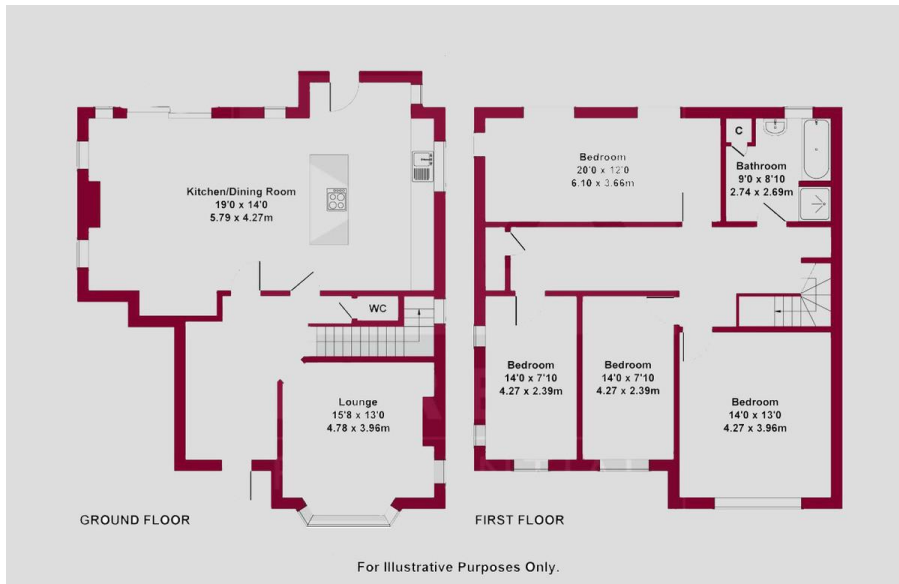 Kitchen/Dining Room
19'0 x 14'0
5.79 x 4.27m
WC
Lounge
15'8 x 13'0
4.78 x 3.96m
GROUND FLOOR
Bedroom
20'0 x 12'0
6.10 x 3.66m
C
Bathroom
9'0 x 8'10
2.74 x 2.69m
Bedroom
14'0 x 7'10
4.27 x 2.39m
Bedroom
14'0 x 7'10
4.27 x 2.39m
Bedroom
14'0 x 13'0
4.27 x 3.96m
FIRST FLOOR
For Illustrative Purposes Only.